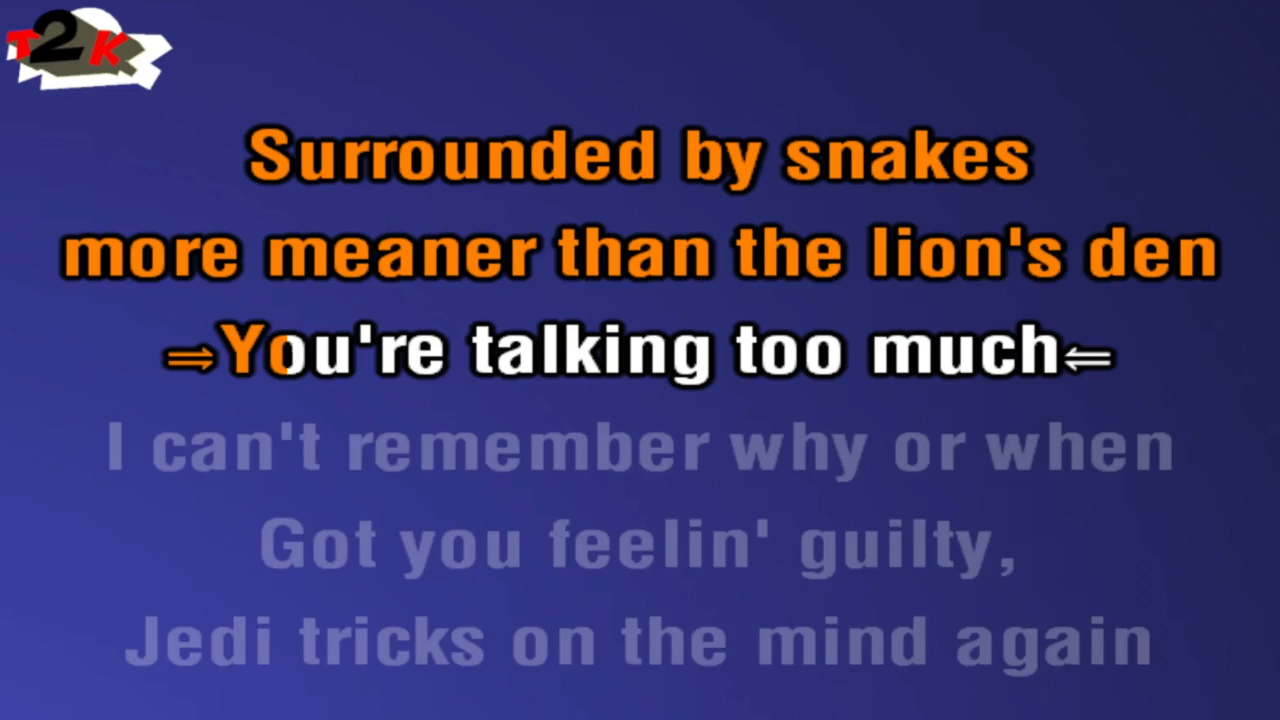 T2K
Surrounded by snakes
more meaner than the lion's den
⇒You're talking too much⇐
I can't remember why or when
Got you feelin' guilty,
Jedi tricks on the mind again